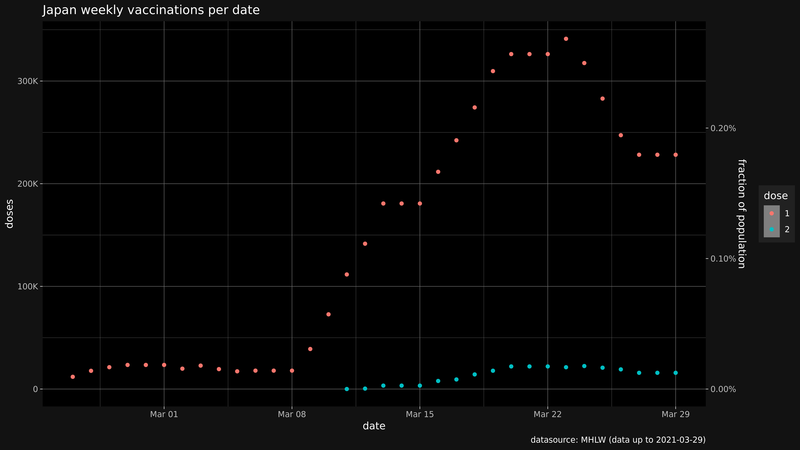 Japan weekly vaccinations per date
300K
200K
100K
0
doses
0.20%
0.10%
0.00%
fraction of population
dose
1
2
Mar 01
Mar 08
Mar 15
Mar 22
Mar 29
date
datasource: MHLW (data up to 2021-03-29)